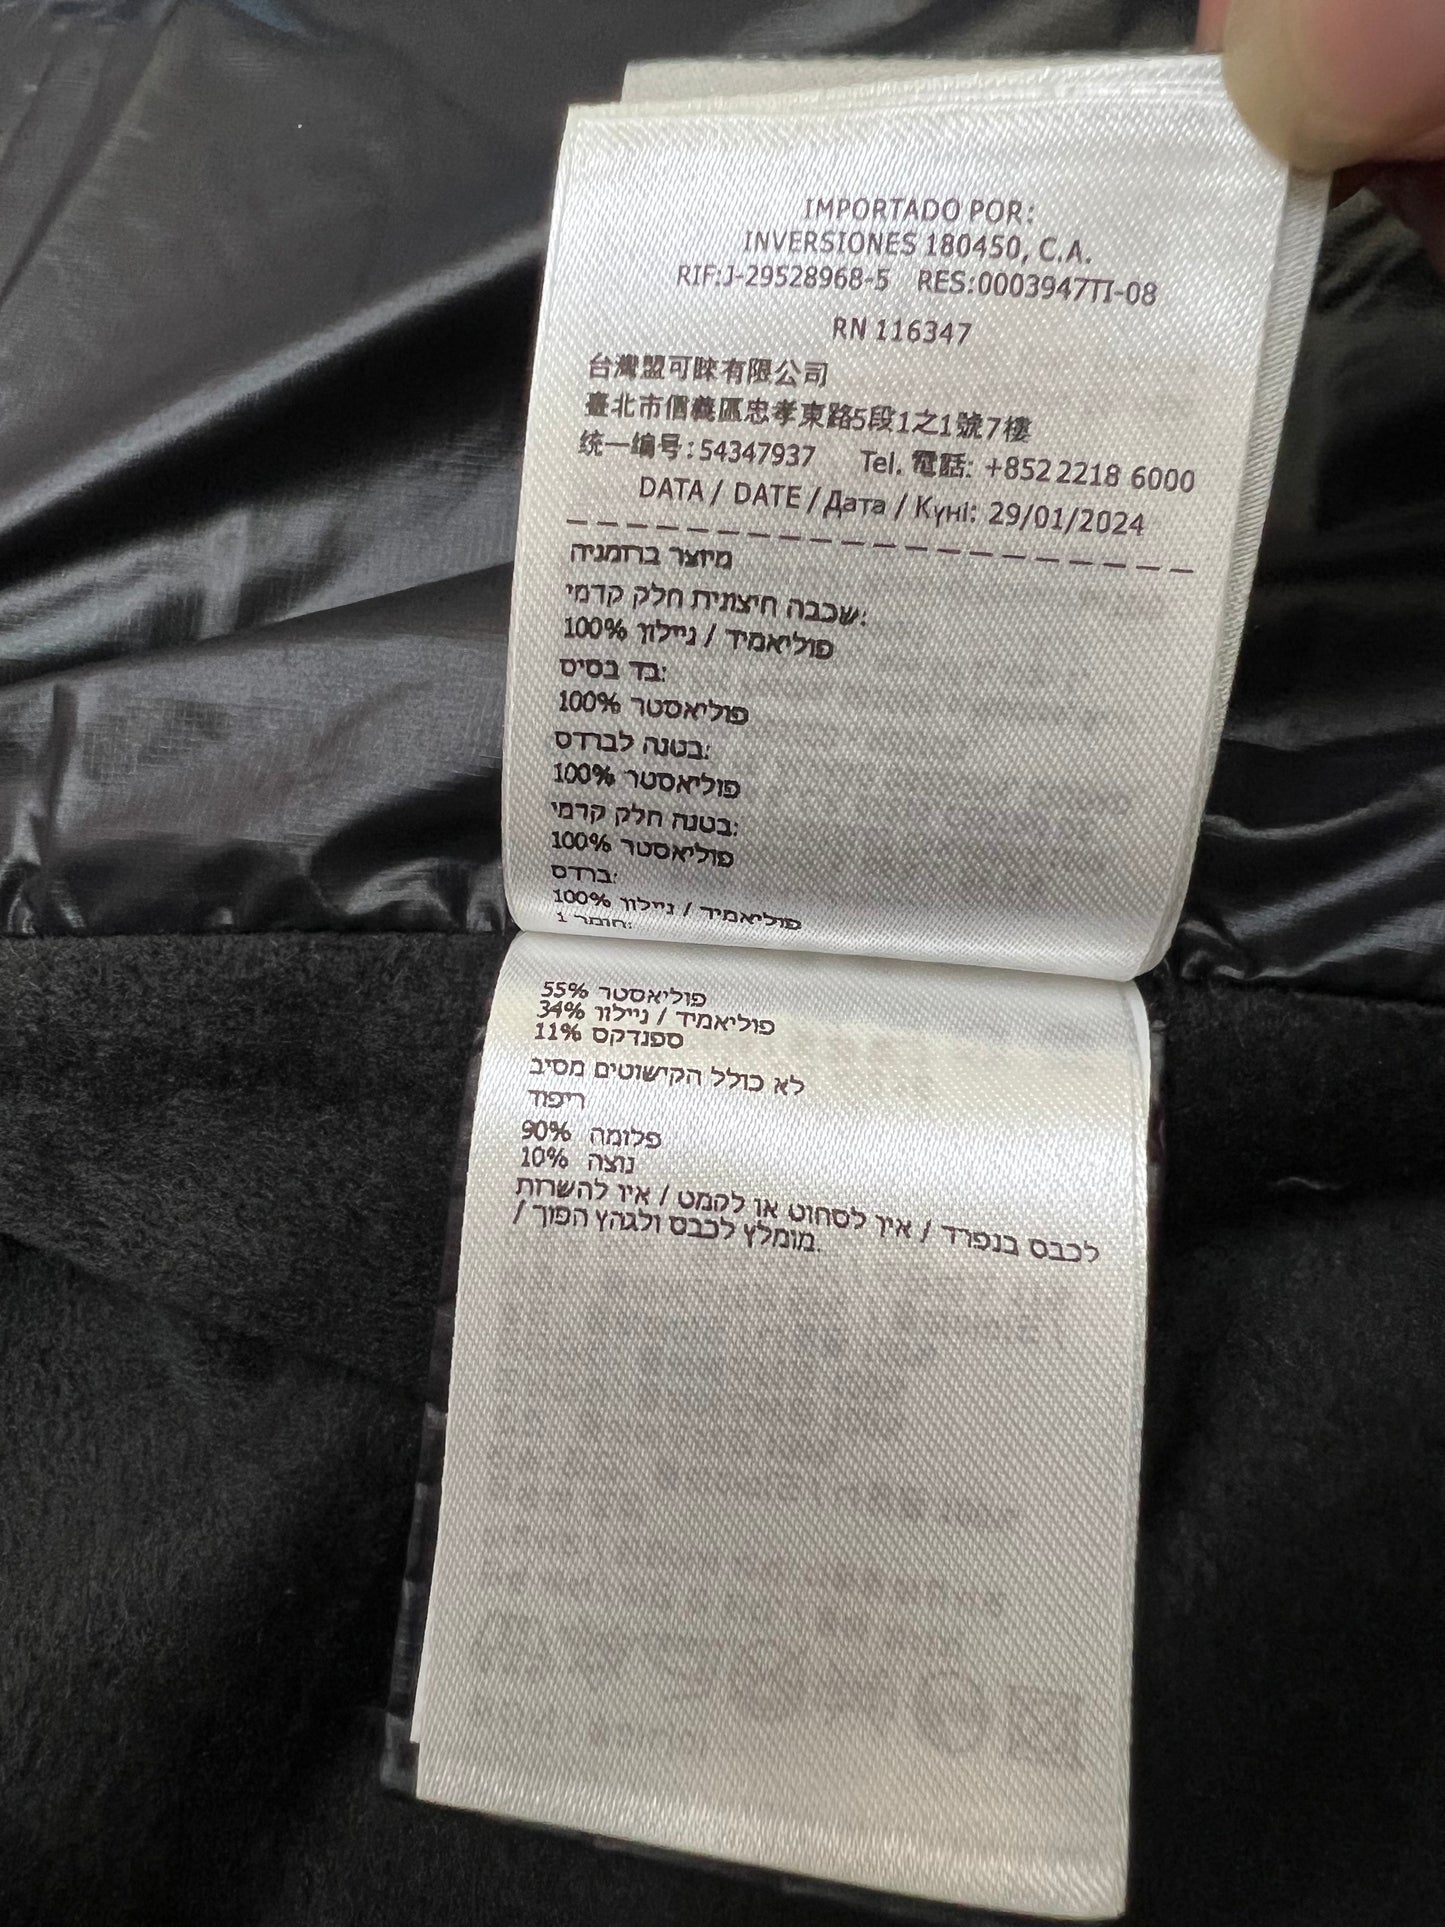 IMPORTADO POR:
INVERSIONES 180450, C.A.
RIF:J-29528968-5 RES:0003947TI-08
RN 116347
台灣盟可睞有限公司
臺北市信義區忠孝東路5段1之1號7樓
统一编号:54347937 Tel. 電話: +852 2218 6000
DATA / DATE / Дата / Күні: 29/01/2024
מיוצר ברומניה
שכבה חיצונית חלק קדמי:
100% פוליאמיד / ניילון
בד בסיס:
100% פוליאסטר
בטנה לברדס:
100% פוליאסטר
בטנה חלק קדמי:
100% פוליאסטר
ברדס:
100% פוליאמיד / ניילון
חומר 1:
55% פוליאסטר
34% פוליאמיד / ניילון
11% ספנדקס
לא כולל הקישוטים מסיב
ריפוד
90% פלומה
10% נוצה
לכבס בנפרד / אין לסחוט או לקמט / אין להשרות
/ מומלץ לכבס ולגהץ הפוך.